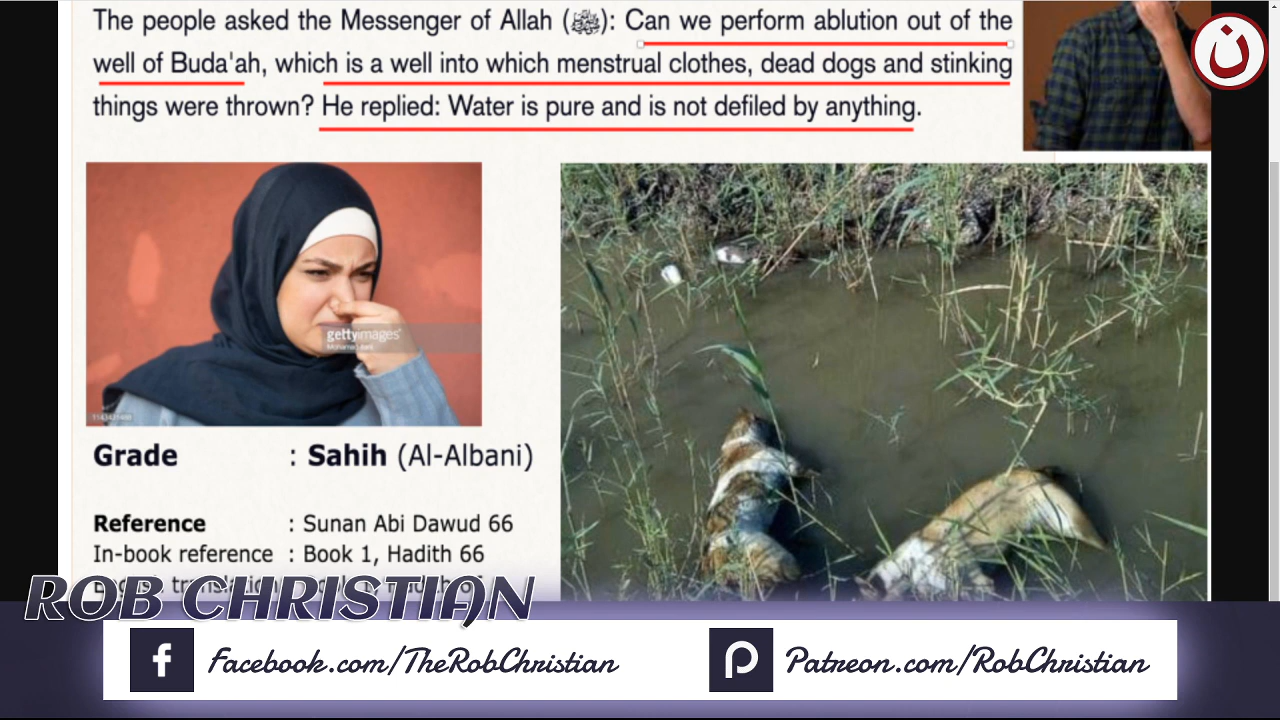 The people asked the Messenger of Allah (ﷺ): Can we perform ablution out of the
well of Buda'ah, which is a well into which menstrual clothes, dead dogs and stinking
things were thrown? He replied: Water is pure and is not defiled by anything.
ن
gettyimages
Grade : Sahih (Al-Albani)
Reference : Sunan Abi Dawud 66
In-book reference : Book 1, Hadith 66
ROB CHRISTIAN
f Facebook.com/TheRobChristian
Patreon.com/RobChristian